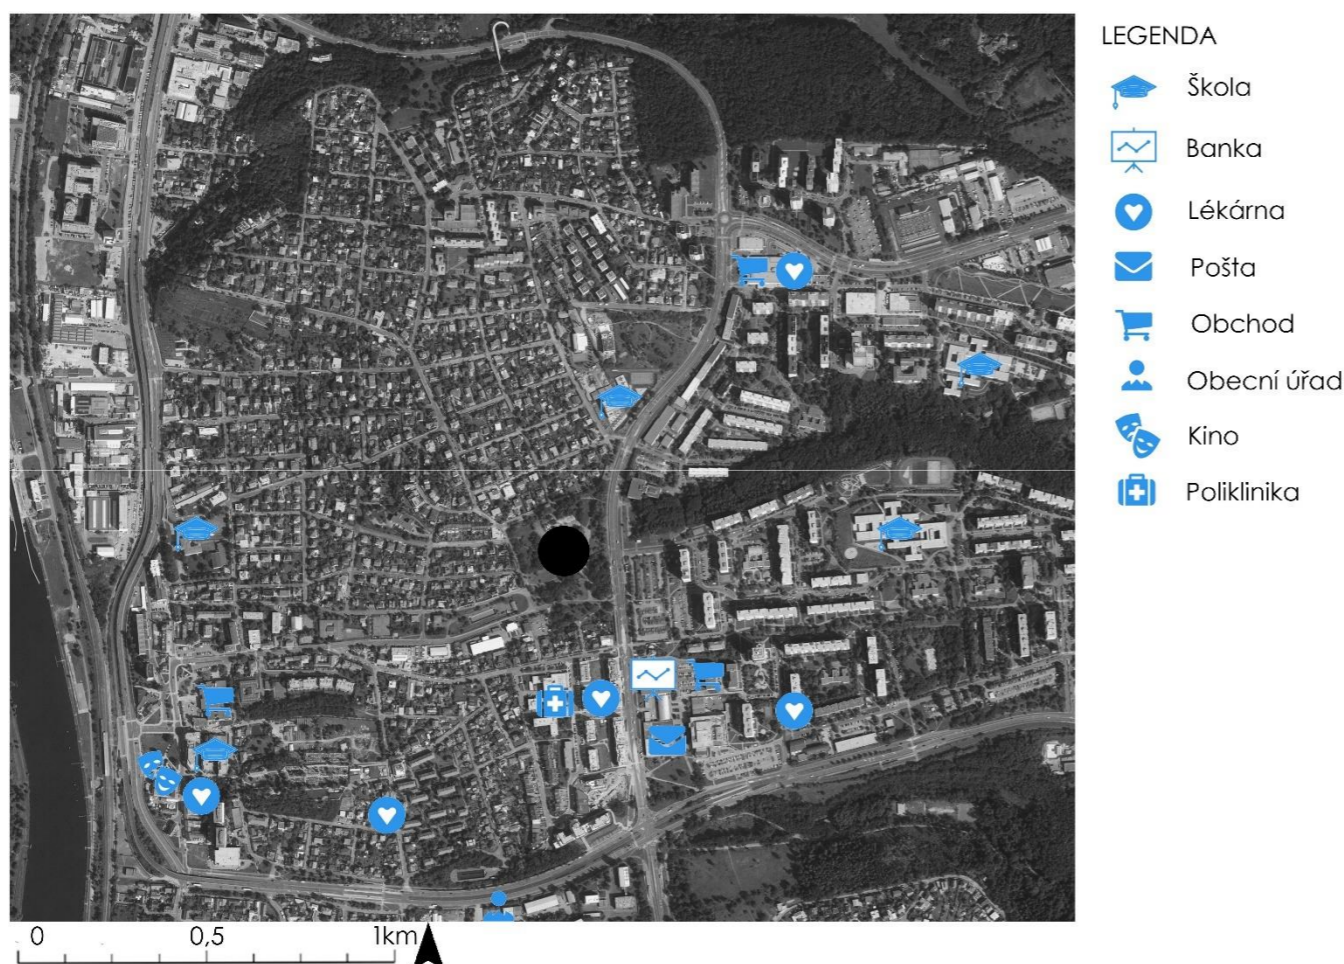 LEGENDA
Škola
Banka
Lékárna
Pošta
Obchod
Obecní úřad
Kino
Poliklinika
0 0,5 1km